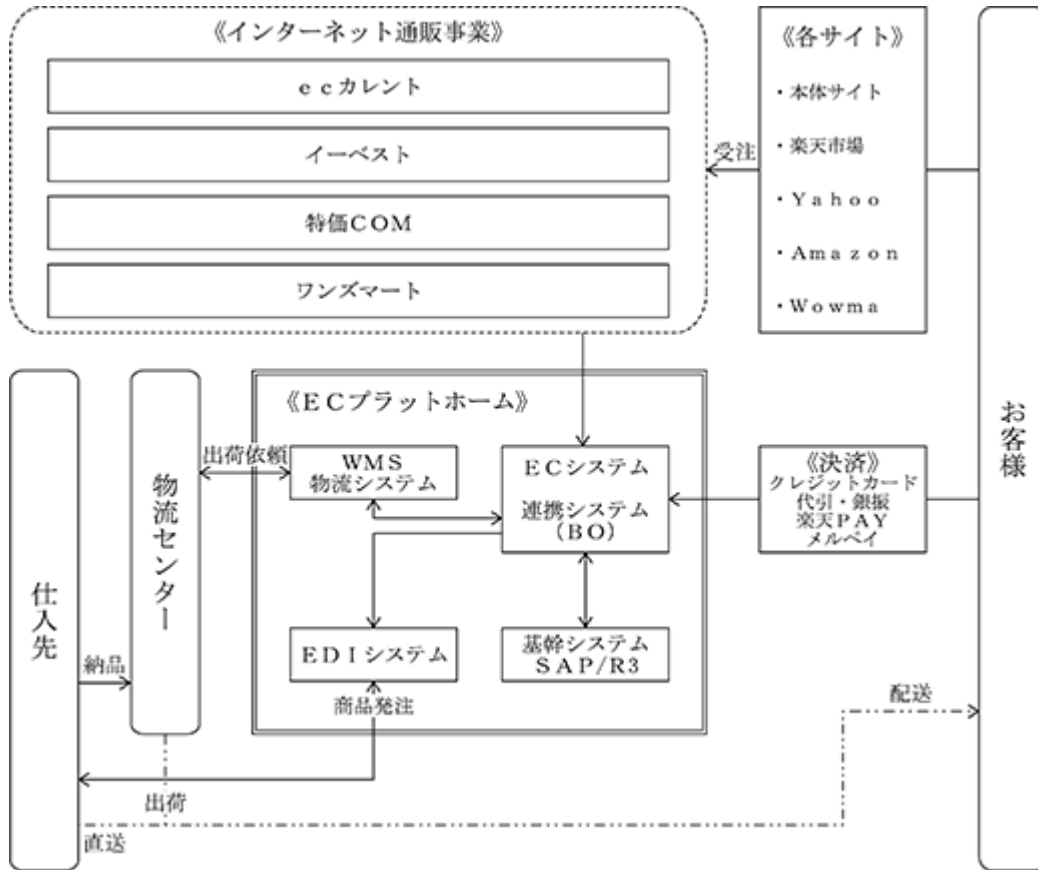 《インターネット通販事業》
ｅｃカレント
イーベスト
特価ＣＯＭ
ワンズマート
受注
《各サイト》
・本体サイト
・楽天市場
・Ｙａｈｏｏ
・Ａｍａｚｏｎ
・Ｗｏｗｍａ
お客様
仕入先
納品
物流センター
出荷依頼
《ＥＣプラットホーム》
WMS
物流システム
ＥＣシステム
連携システム
（ＢＯ）
ＥＤＩシステム
基幹システム
ＳＡＰ/Ｒ3
商品発注
《決済》
クレジットカード
代引・銀振
楽天ＰＡＹ
メルペイ
配送
出荷
直送